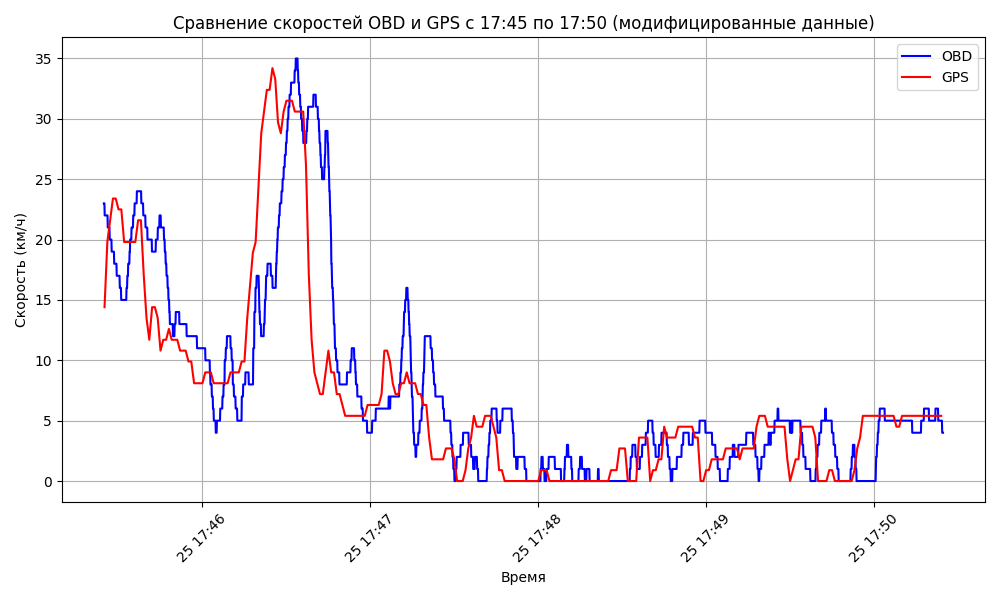 Сравнение скоростей OBD и GPS с 17:45 по 17:50 (модифицированные данные)
OBD
GPS
Скорость (км/ч)
35
30
25
20
15
10
5
0
25 17:46
25 17:47
25 17:48
25 17:49
25 17:50
Время